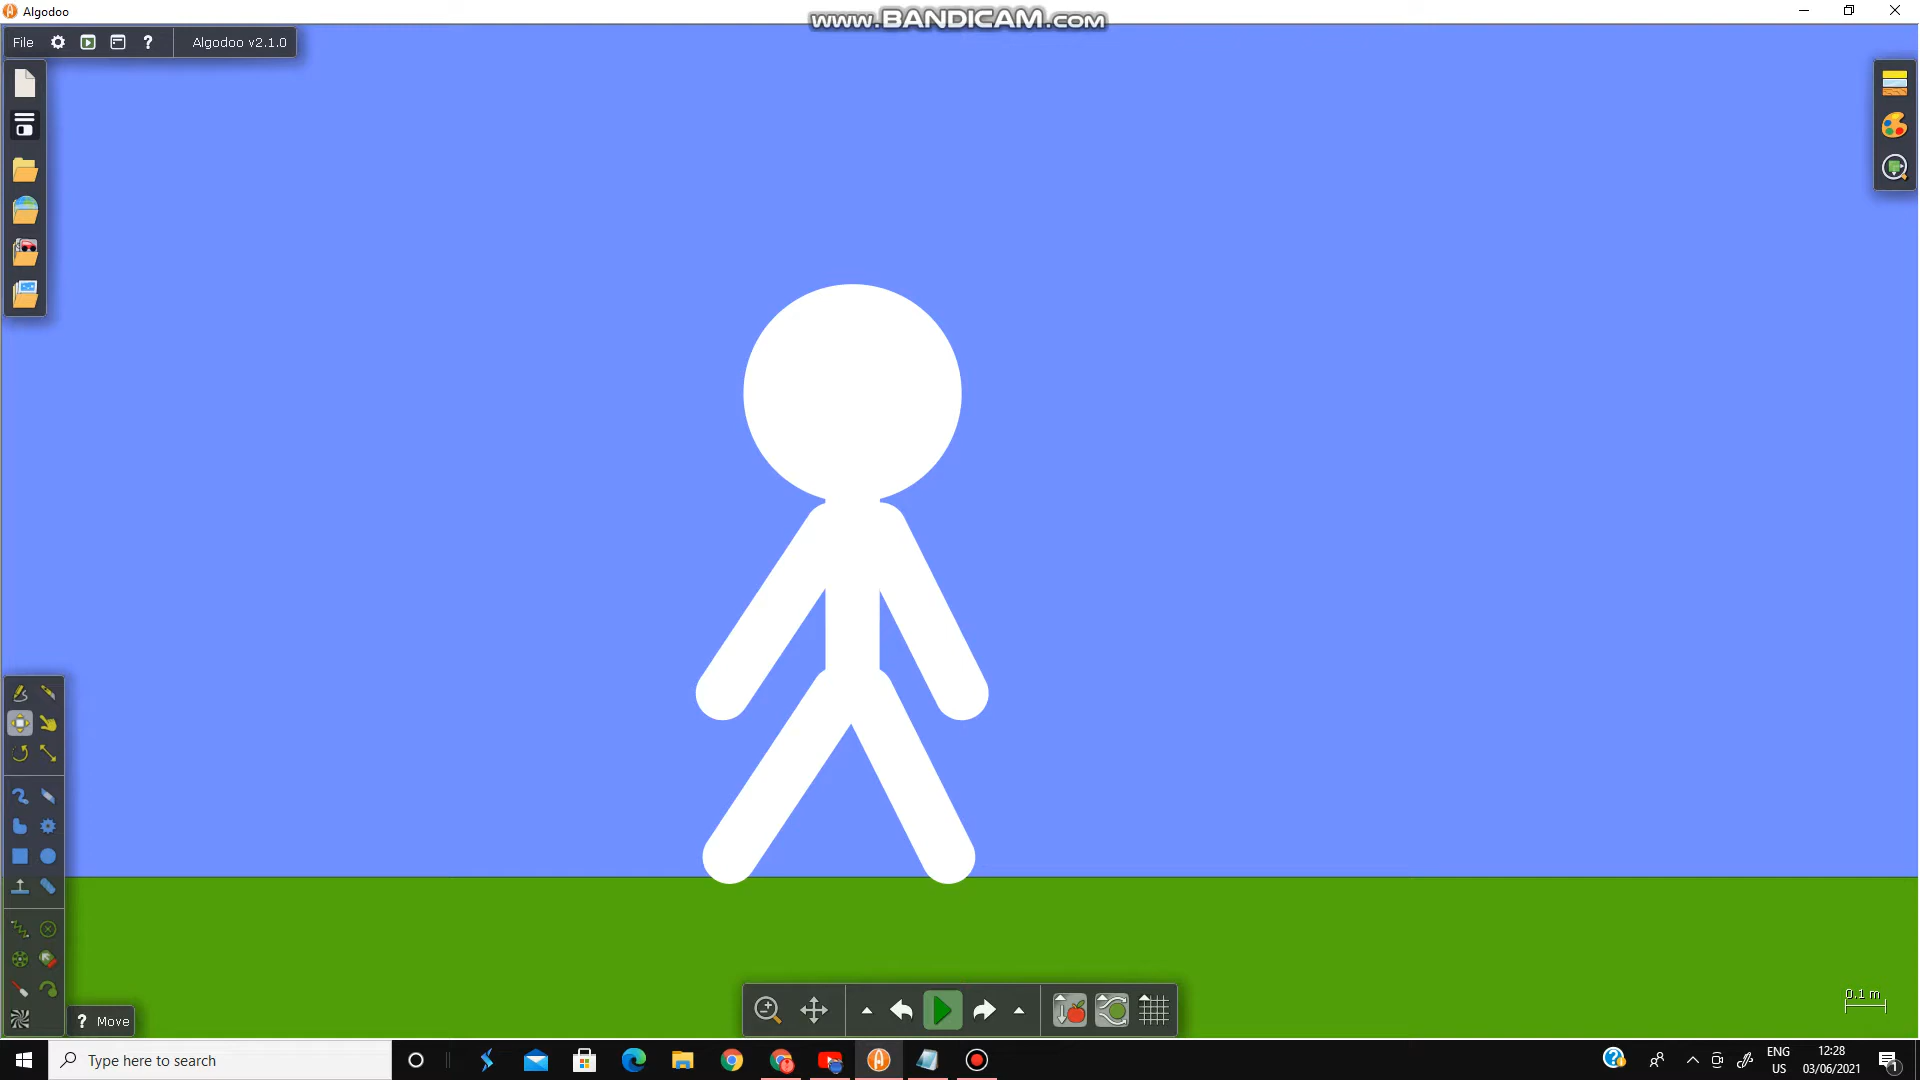 Algodoo
www.BANDICAM.com
File
?
Algodoo v2.1.0
0.1 m
? Move
Type here to search
ENG
US
12:28
03/06/2021
1